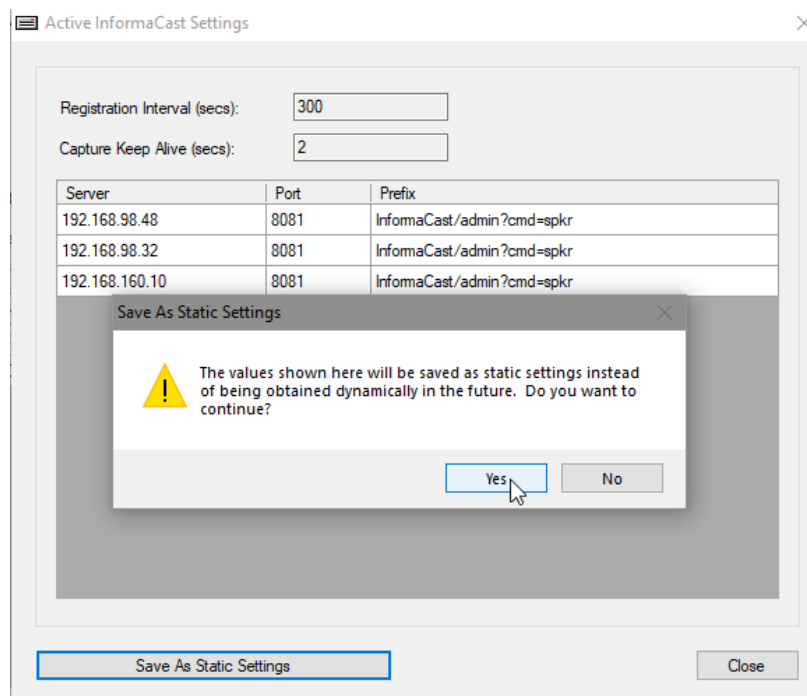 Active InformaCast Settings
Registration Interval (secs): 300
Capture Keep Alive (secs): 2
Server Port Prefix
192.168.98.48 8081 InformaCast/admin?cmd=spkr
192.168.98.32 8081 InformaCast/admin?cmd=spkr
192.168.160.10 8081 InformaCast/admin?cmd=spkr
Save As Static Settings
The values shown here will be saved as static settings instead
of being obtained dynamically in the future. Do you want to
continue?
Yes No
Save As Static Settings Close